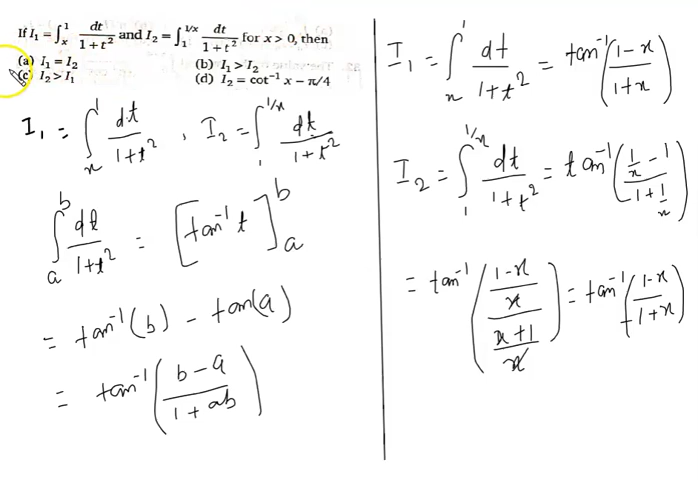 If I₁ = ∫ₓ¹ dt/(1+t²) and I₂ = ∫₁^(1/x) dt/(1+t²) for x > 0, then
(a) I₁ = I₂ (b) I₁ > I₂
(c) I₂ > I₁ (d) I₂ = cot⁻¹ x − π/4
I₁ = ∫ₓ¹ dt/(1+t²) , I₂ = ∫₁^(1/x) dt/(1+t²)
∫ₐᵇ dt/(1+t²) = [tan⁻¹ t]ₐᵇ
= tan⁻¹(b) − tan(a)
= tan⁻¹((b−a)/(1+ab))
I₁ = ∫ₓ¹ dt/(1+t²) = tan⁻¹((1−x)/(1+x))
I₂ = ∫₁^(1/x) dt/(1+t²) = tan⁻¹((1/x −1)/(1+1/x))
= tan⁻¹(((1−x)/x)/((x+1)/x)) = tan⁻¹((1−x)/(1+x))